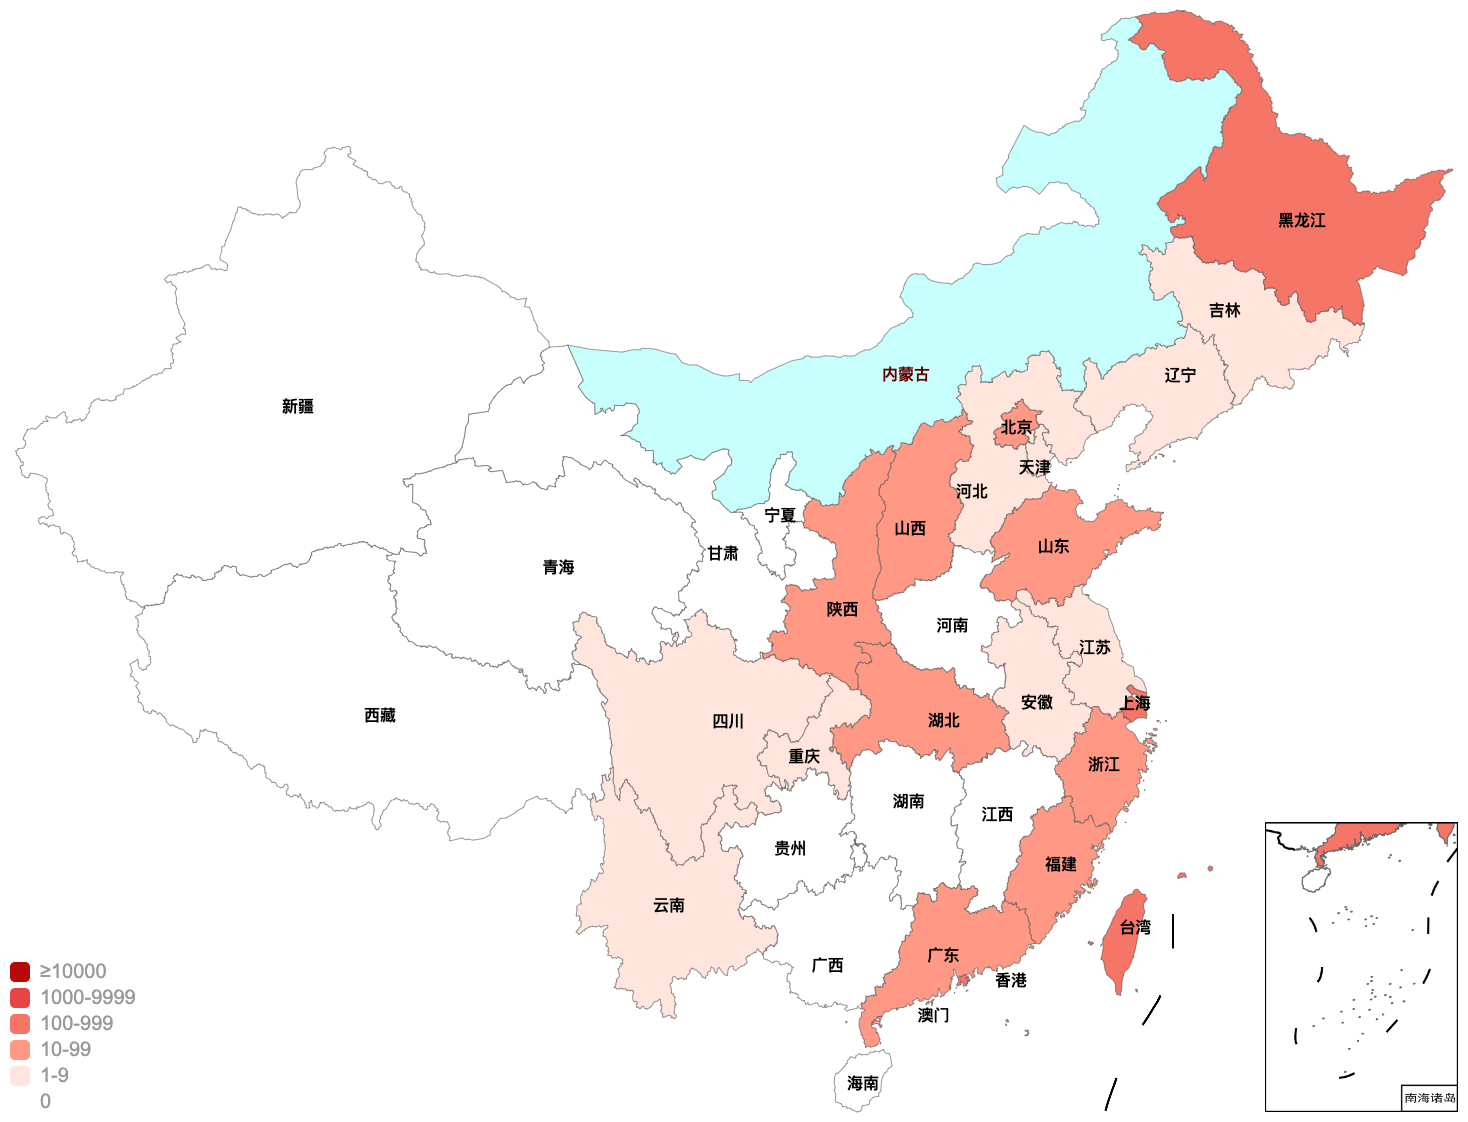 黑龙江
吉林
辽宁
内蒙古
新疆
北京
天津
河北
宁夏
山西
山东
甘肃
青海
陕西
河南
江苏
西藏
四川
安徽
上海
湖北
重庆
浙江
湖南
江西
贵州
福建
云南
台湾
广西
广东
香港
澳门
海南
≥10000
1000-9999
100-999
10-99
1-9
0
南海诸岛